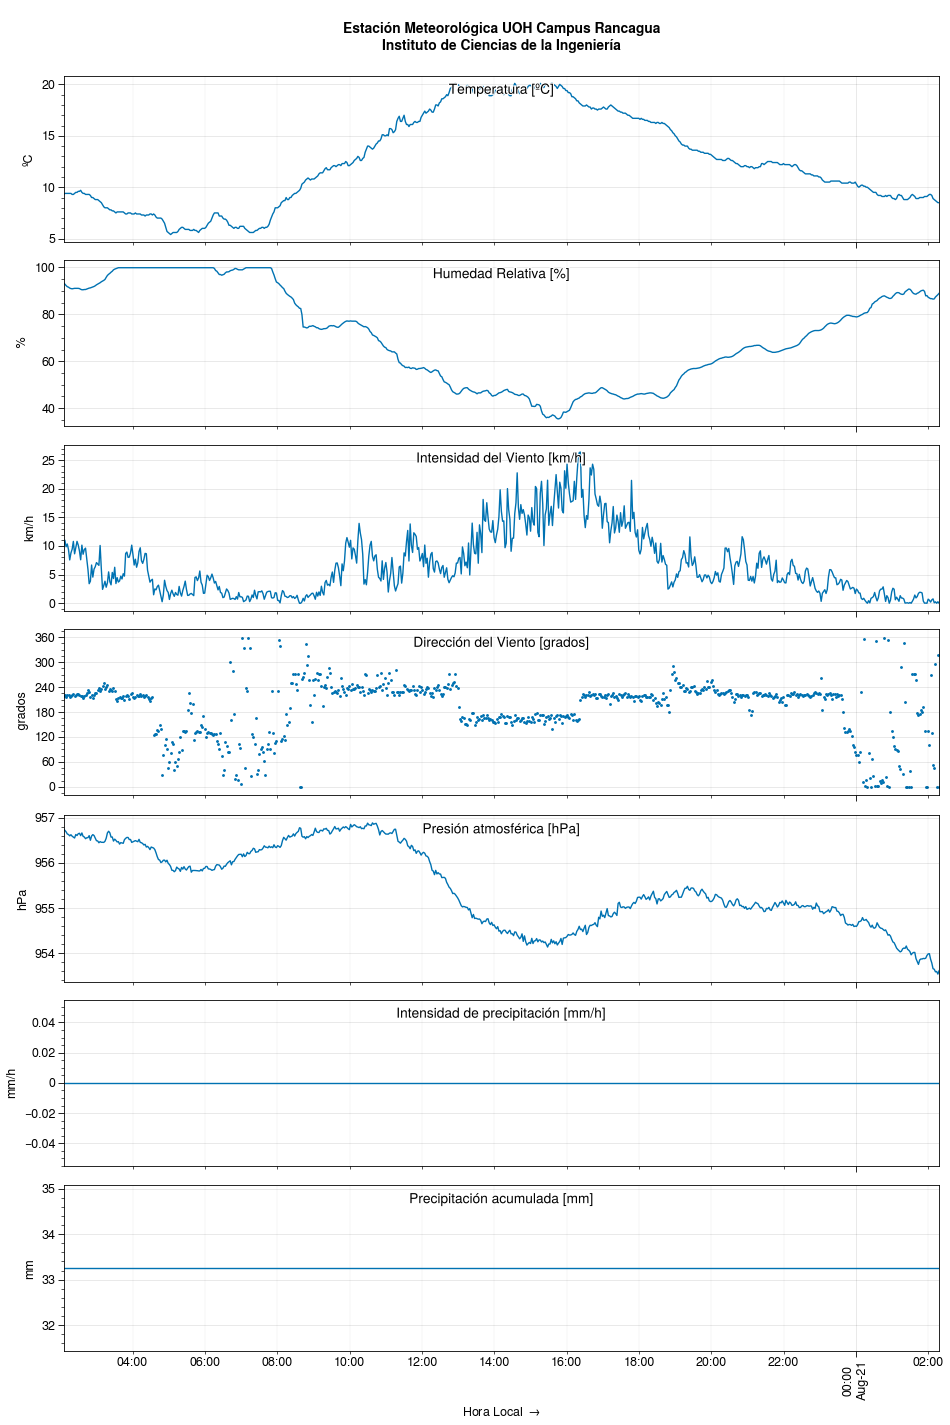 Estación Meteorológica UOH Campus Rancagua
Instituto de Ciencias de la Ingeniería
Temperatura [ºC]
ºC
20
15
10
5
Humedad Relativa [%]
%
100
80
60
40
Intensidad del Viento [km/h]
km/h
25
20
15
10
5
0
Dirección del Viento [grados]
grados
360
300
240
180
120
60
0
Presión atmosférica [hPa]
hPa
957
956
955
954
Intensidad de precipitación [mm/h]
mm/h
0.04
0.02
0
−0.02
−0.04
Precipitación acumulada [mm]
mm
35
34
33
32
04:00 06:00 08:00 10:00 12:00 14:00 16:00 18:00 20:00 22:00 00:00 02:00
Aug-21
Hora Local →